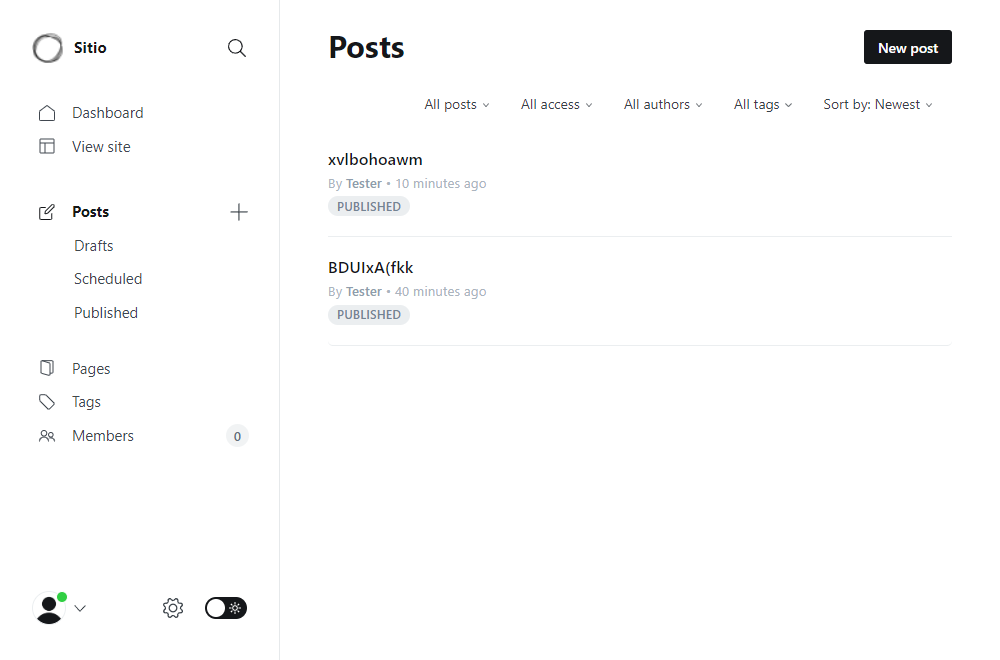 Sitio
Dashboard
View site
Posts
Drafts
Scheduled
Published
Pages
Tags
Members 0
Posts
New post
All posts All access All authors All tags Sort by: Newest
xvlbohoawm
By Tester • 10 minutes ago
PUBLISHED
BDUIxA(fkk
By Tester • 40 minutes ago
PUBLISHED